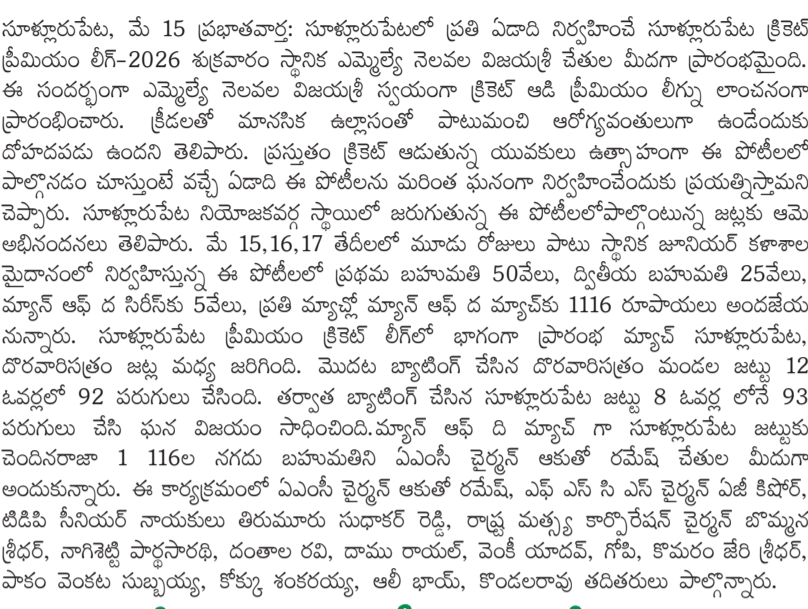 సూళ్లూరుపేట, మే 15 ప్రభాతవార్త: సూళ్లూరుపేటలో ప్రతి ఏడాది నిర్వహించే సూళ్లూరుపేట క్రికెట్
ప్రీమియం లీగ్-2026 శుక్రవారం స్థానిక ఎమ్మెల్యే నెలవల విజయశ్రీ చేతుల మీదగా ప్రారంభమైంది.
ఈ సందర్భంగా ఎమ్మెల్యే నెలవల విజయశ్రీ స్వయంగా క్రికెట్ ఆడి ప్రీమియం లీగ్ను లాంచనంగా
ప్రారంభించారు. క్రీడలతో మానసిక ఉల్లాసంతో పాటుమంచి ఆరోగ్యవంతులుగా ఉండేందుకు
దోహదపడు ఉందని తెలిపారు. ప్రస్తుతం క్రికెట్ ఆడుతున్న యువకులు ఉత్సాహంగా ఈ పోటీలలో
పాల్గొనడం చూస్తుంటే వచ్చే ఏడాది ఈ పోటీలను మరింత ఘనంగా నిర్వహించేందుకు ప్రయత్నిస్తామని
చెప్పారు. సూళ్లూరుపేట నియోజకవర్గ స్థాయిలో జరుగుతున్న ఈ పోటీలలోపాల్గొంటున్న జట్లకు ఆమె
అభినందనలు తెలిపారు. మే 15,16,17 తేదీలలో మూడు రోజులు పాటు స్థానిక జూనియర్ కళాశాల
మైదానంలో నిర్వహిస్తున్న ఈ పోటీలలో ప్రథమ బహుమతి 50వేలు, ద్వితీయ బహుమతి 25వేలు,
మ్యాన్ ఆఫ్ ద సిరీస్‌కు 5వేలు, ప్రతి మ్యాచ్లో మ్యాన్ ఆఫ్ ద మ్యాచ్‌కు 1116 రూపాయలు అందజేయ
నున్నారు. సూళ్లూరుపేట ప్రీమియం క్రికెట్ లీగ్‌లో భాగంగా ప్రారంభ మ్యాచ్ సూళ్లూరుపేట,
దొరవారిసత్రం జట్ల మధ్య జరిగింది. మొదట బ్యాటింగ్ చేసిన దొరవారిసత్రం మండల జట్టు 12
ఓవర్లలో 92 పరుగులు చేసింది. తర్వాత బ్యాటింగ్ చేసిన సూళ్లూరుపేట జట్టు 8 ఓవర్ల లోనే 93
పరుగులు చేసి ఘన విజయం సాధించింది.మ్యాన్ ఆఫ్ ది మ్యాచ్ గా సూళ్లూరుపేట జట్టుకు
చెందినరాజా 1 116ల నగదు బహుమతిని ఏఎంసీ చైర్మన్ ఆకుతో రమేష్ చేతుల మీదుగా
అందుకున్నారు. ఈ కార్యక్రమంలో ఏఎంసీ చైర్మన్ ఆకుతో రమేష్, ఎఫ్ ఎస్ సి ఎస్ చైర్మన్ ఏజీ కిషోర్,
టిడిపి సీనియర్ నాయకులు తిరుమూరు సుధాకర్ రెడ్డి, రాష్ట్ర మత్స్య కార్పొరేషన్ చైర్మన్ బొమ్మన
శ్రీధర్, నాగిశెట్టి పార్థసారథి, దంతాల రవి, దాము రాయల్, వెంకీ యాదవ్, గోపి, కొమరం జేరి శ్రీధర్,
పాకం వెంకట సుబ్బయ్య, కోక్కు శంకరయ్య, ఆలీ భాయ్, కొండలరావు తదితరులు పాల్గొన్నారు.